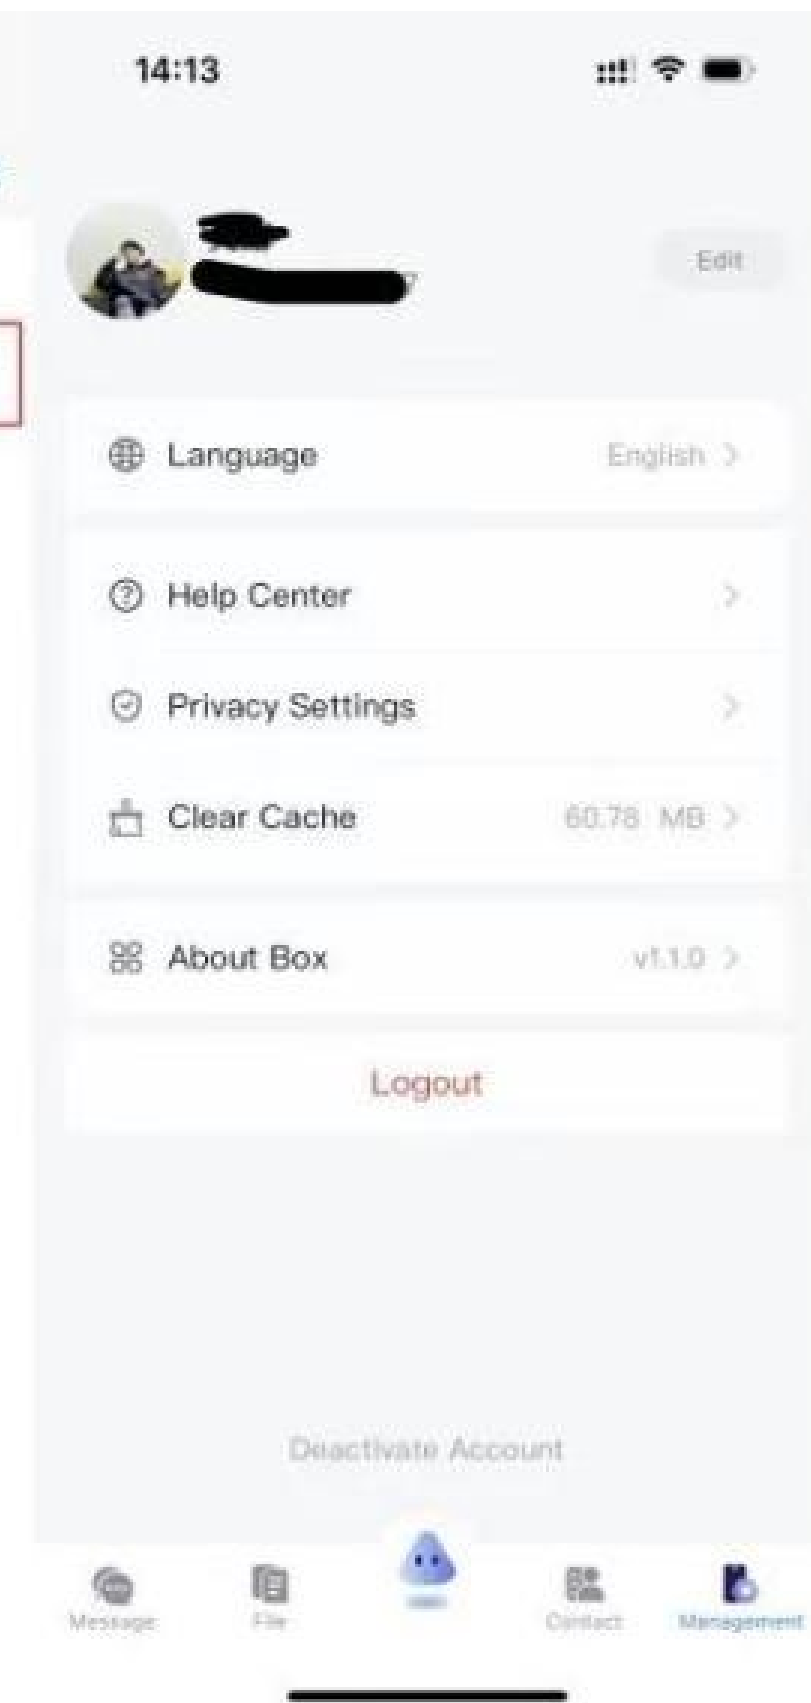 14:13
Edit
Language English
Help Center
Privacy Settings
Clear Cache 60.78 MB
About Box v1.1.0
Logout
Deactivate Account
Message File Contact Management